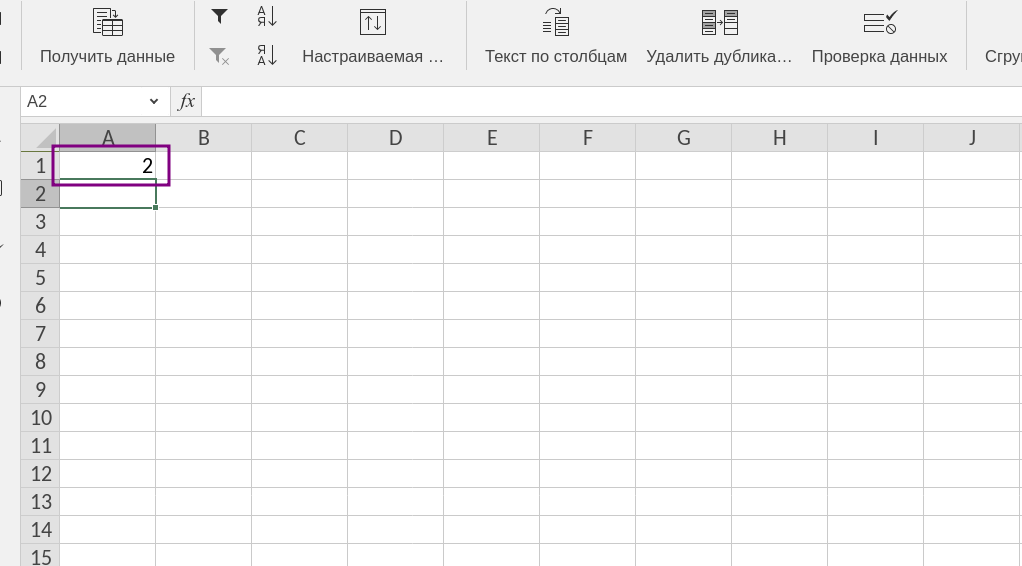 Получить данные
А Я
Я А
Настраиваемая …
Текст по столбцам
Удалить дублика…
Проверка данных
Сгру
A2
fx
A B C D E F G H I J
1 2
2
3
4
5
6
7
8
9
10
11
12
13
14
15